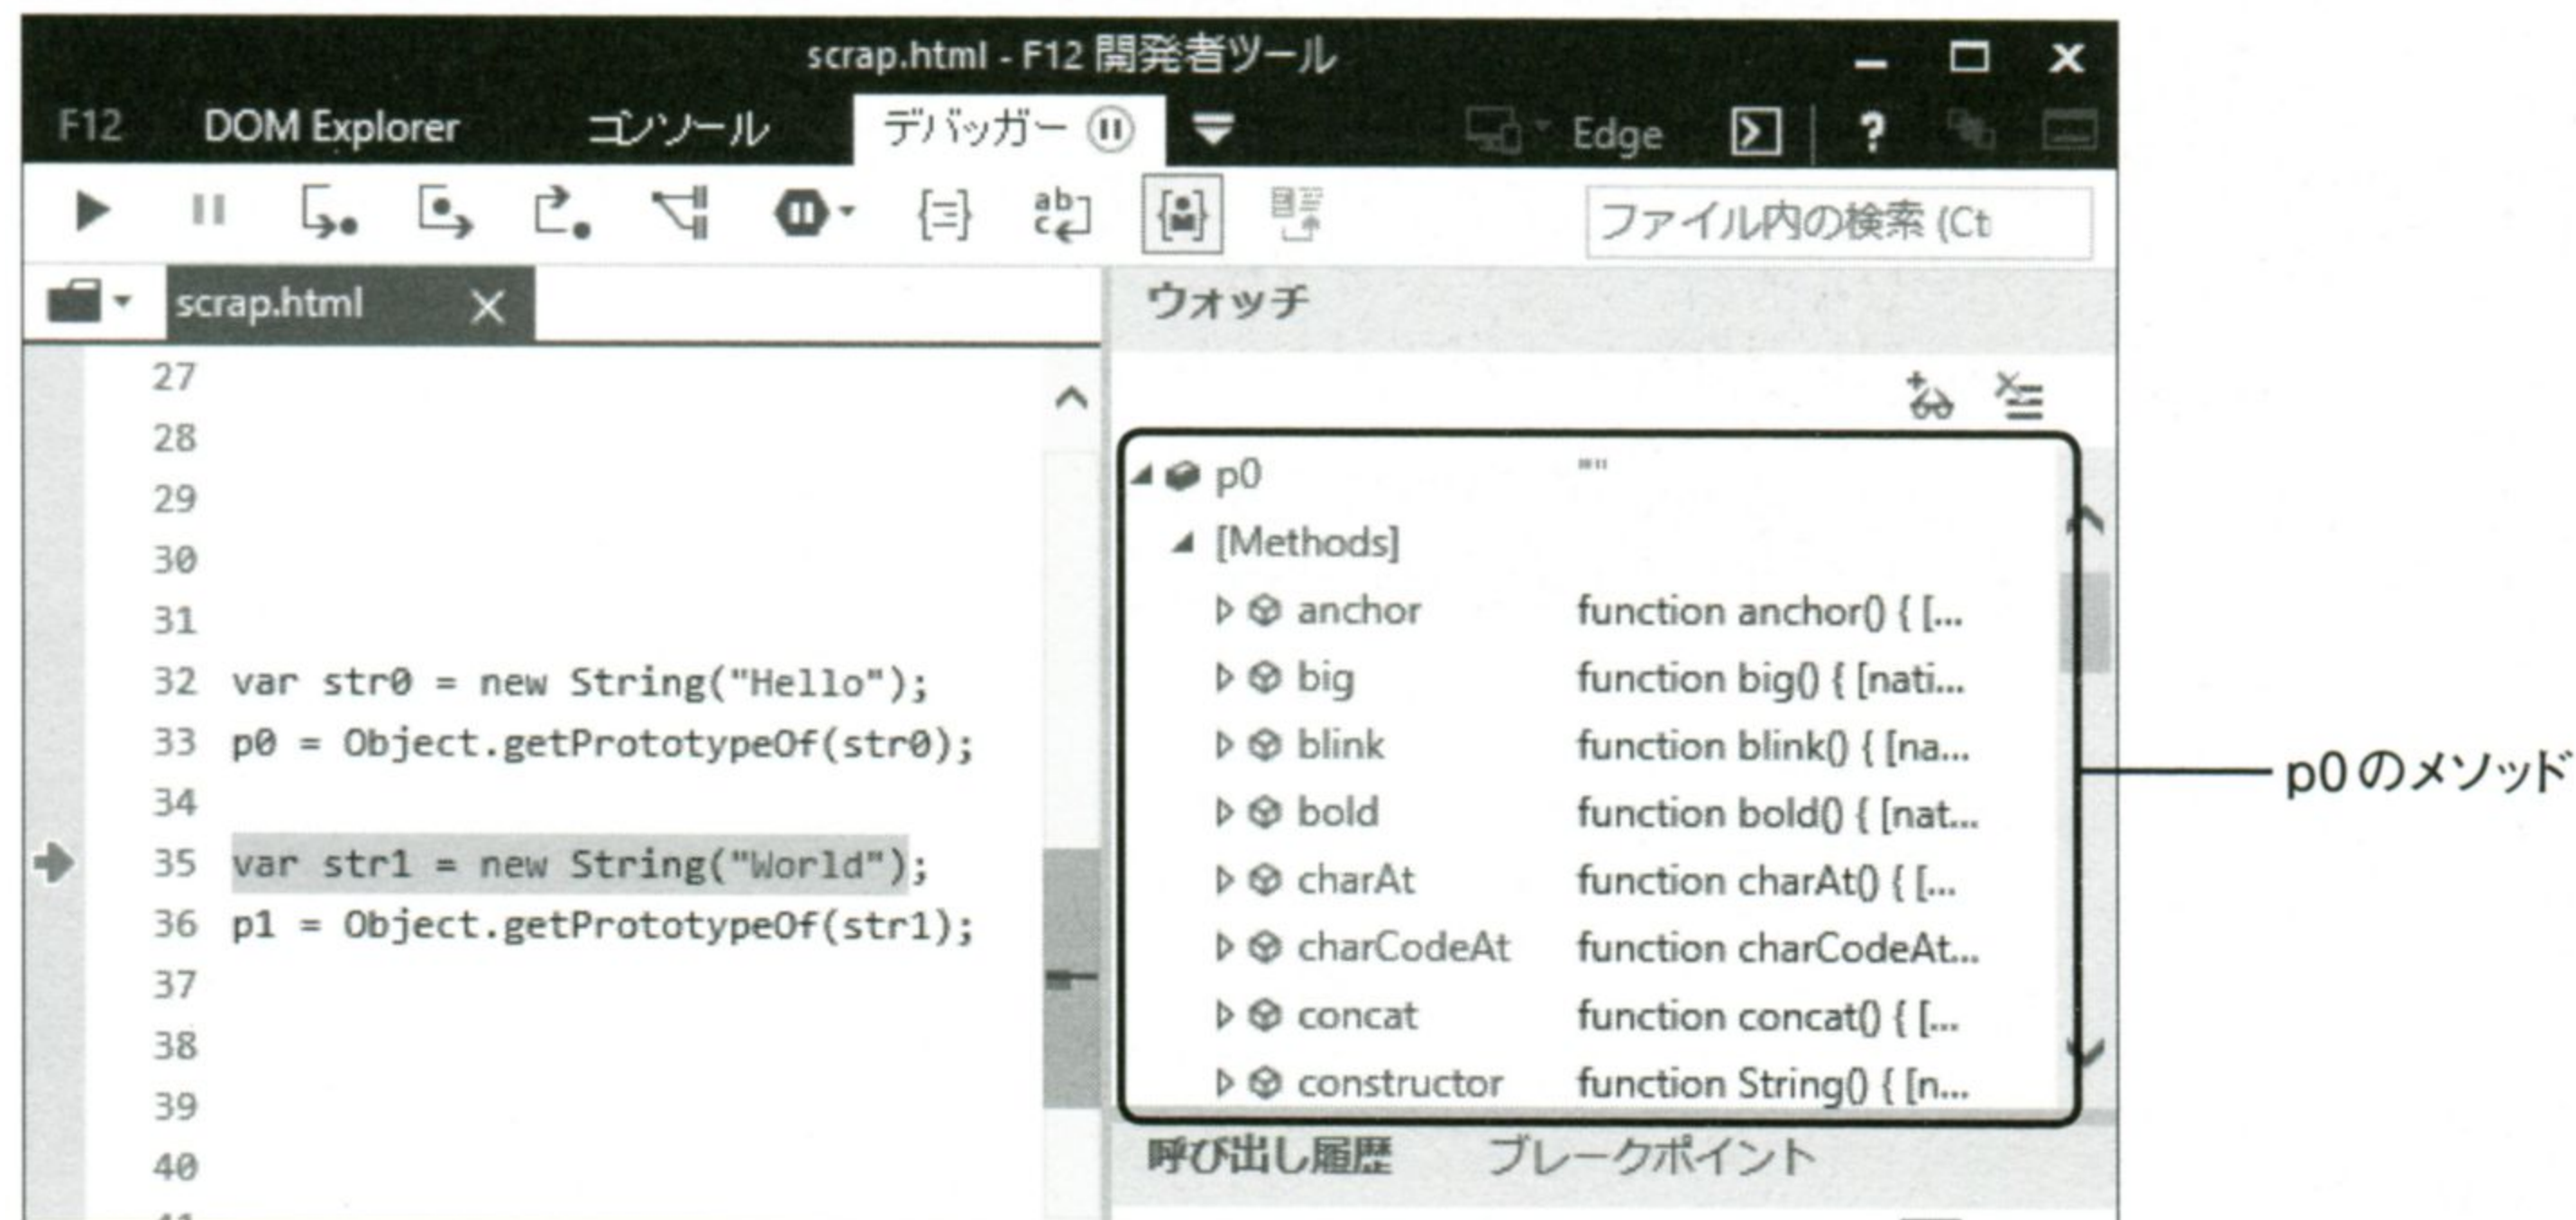 scrap.html - F12 開発者ツール
F12 DOM Explorer コンソール デバッガー Edge ?
ファイル内の検索 (Ct
scrap.html
ウォッチ
27
28
29
30
31
32 var str0 = new String("Hello");
33 p0 = Object.getPrototypeOf(str0);
34
35 var str1 = new String("World");
36 p1 = Object.getPrototypeOf(str1);
37
38
39
40
p0 ""
[Methods]
anchor function anchor() { [...
big function big() { [nati...
blink function blink() { [na...
bold function bold() { [nat...
charAt function charAt() { [...
charCodeAt function charCodeAt...
concat function concat() { [...
constructor function String() { [n...
呼び出し履歴 ブレークポイント
p0のメソッド